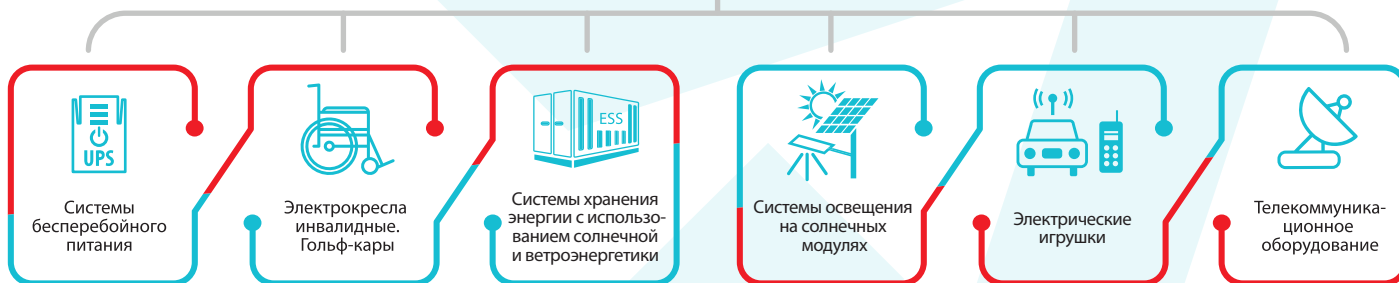 UPS
Системы
бесперебойного
питания
Электрокресла
инвалидные.
Гольф-кары
ESS
Системы хранения
энергии с использо-
ванием солнечной
и ветроэнергетики
Системы освещения
на солнечных
модулях
Электрические
игрушки
Телекоммуника-
ционное
оборудование